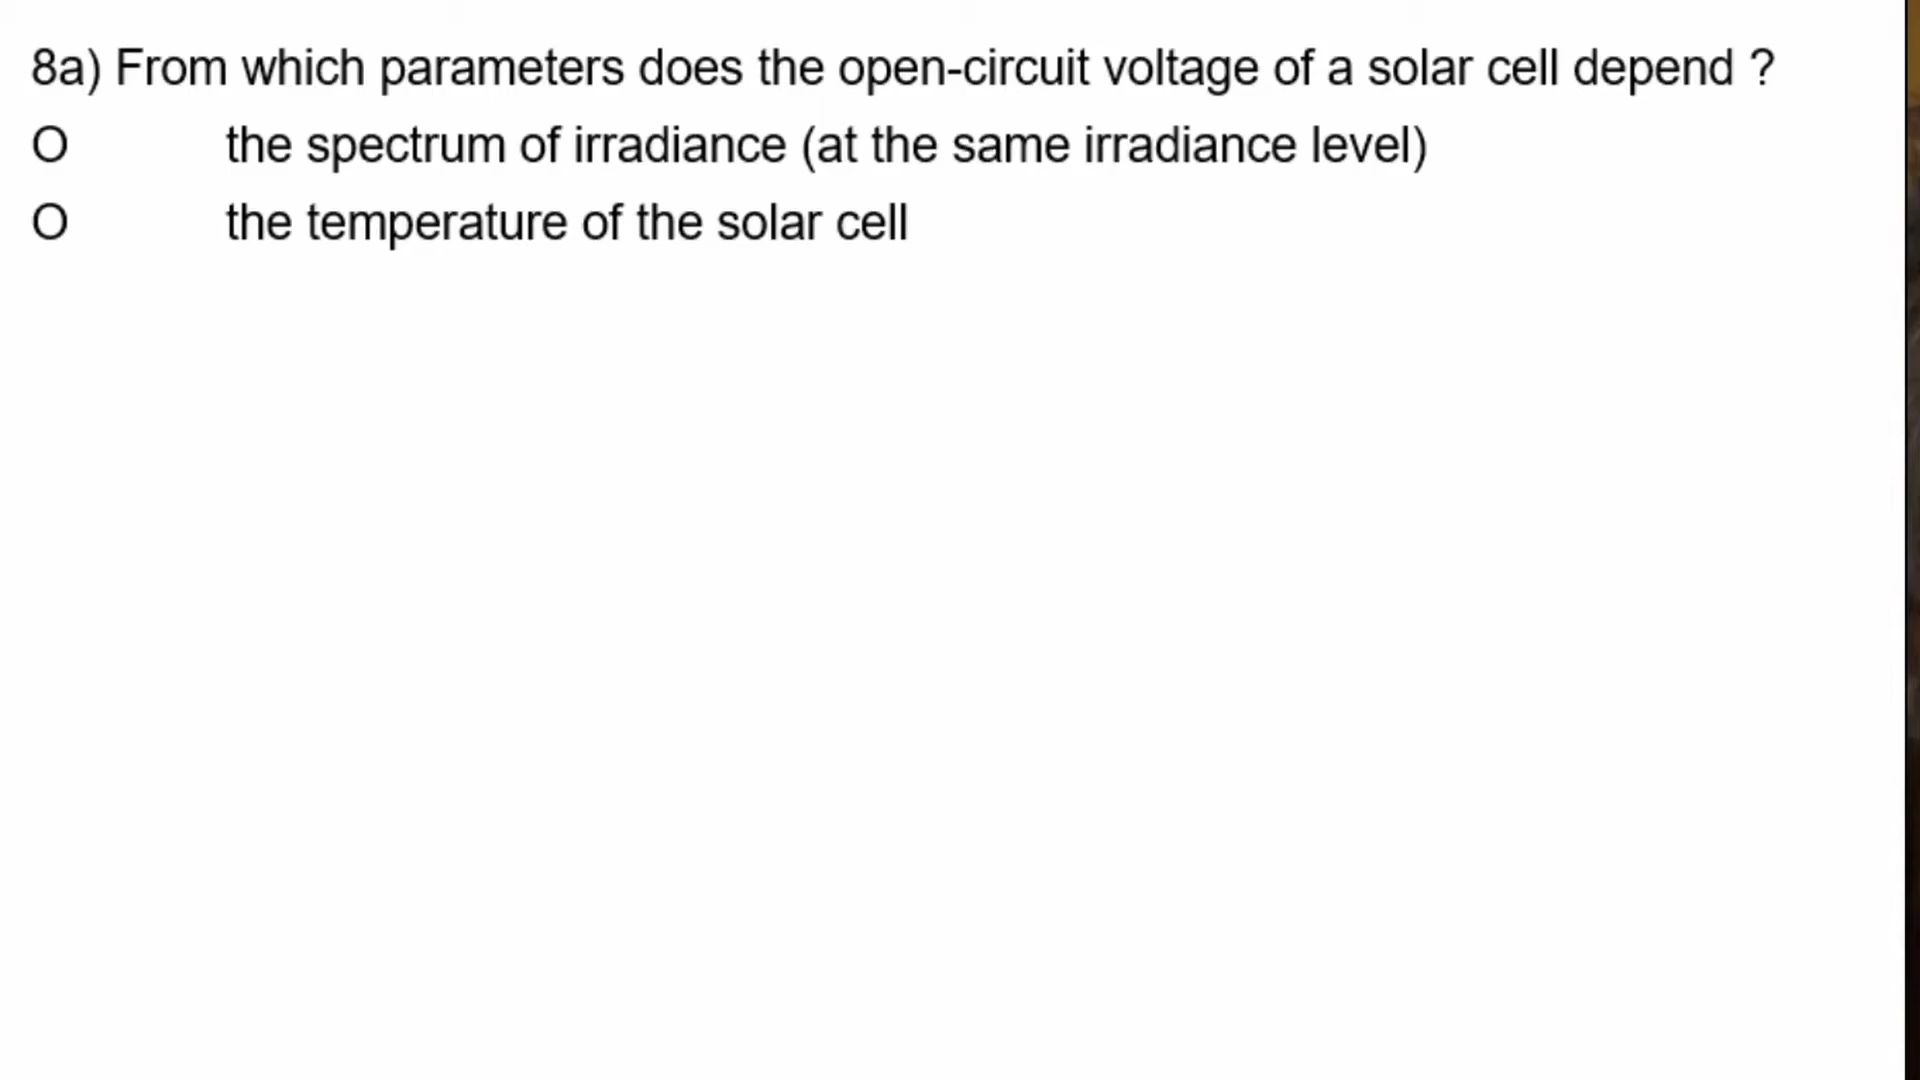 8a) From which parameters does the open-circuit voltage of a solar cell depend ?
O the spectrum of irradiance (at the same irradiance level)
O the temperature of the solar cell